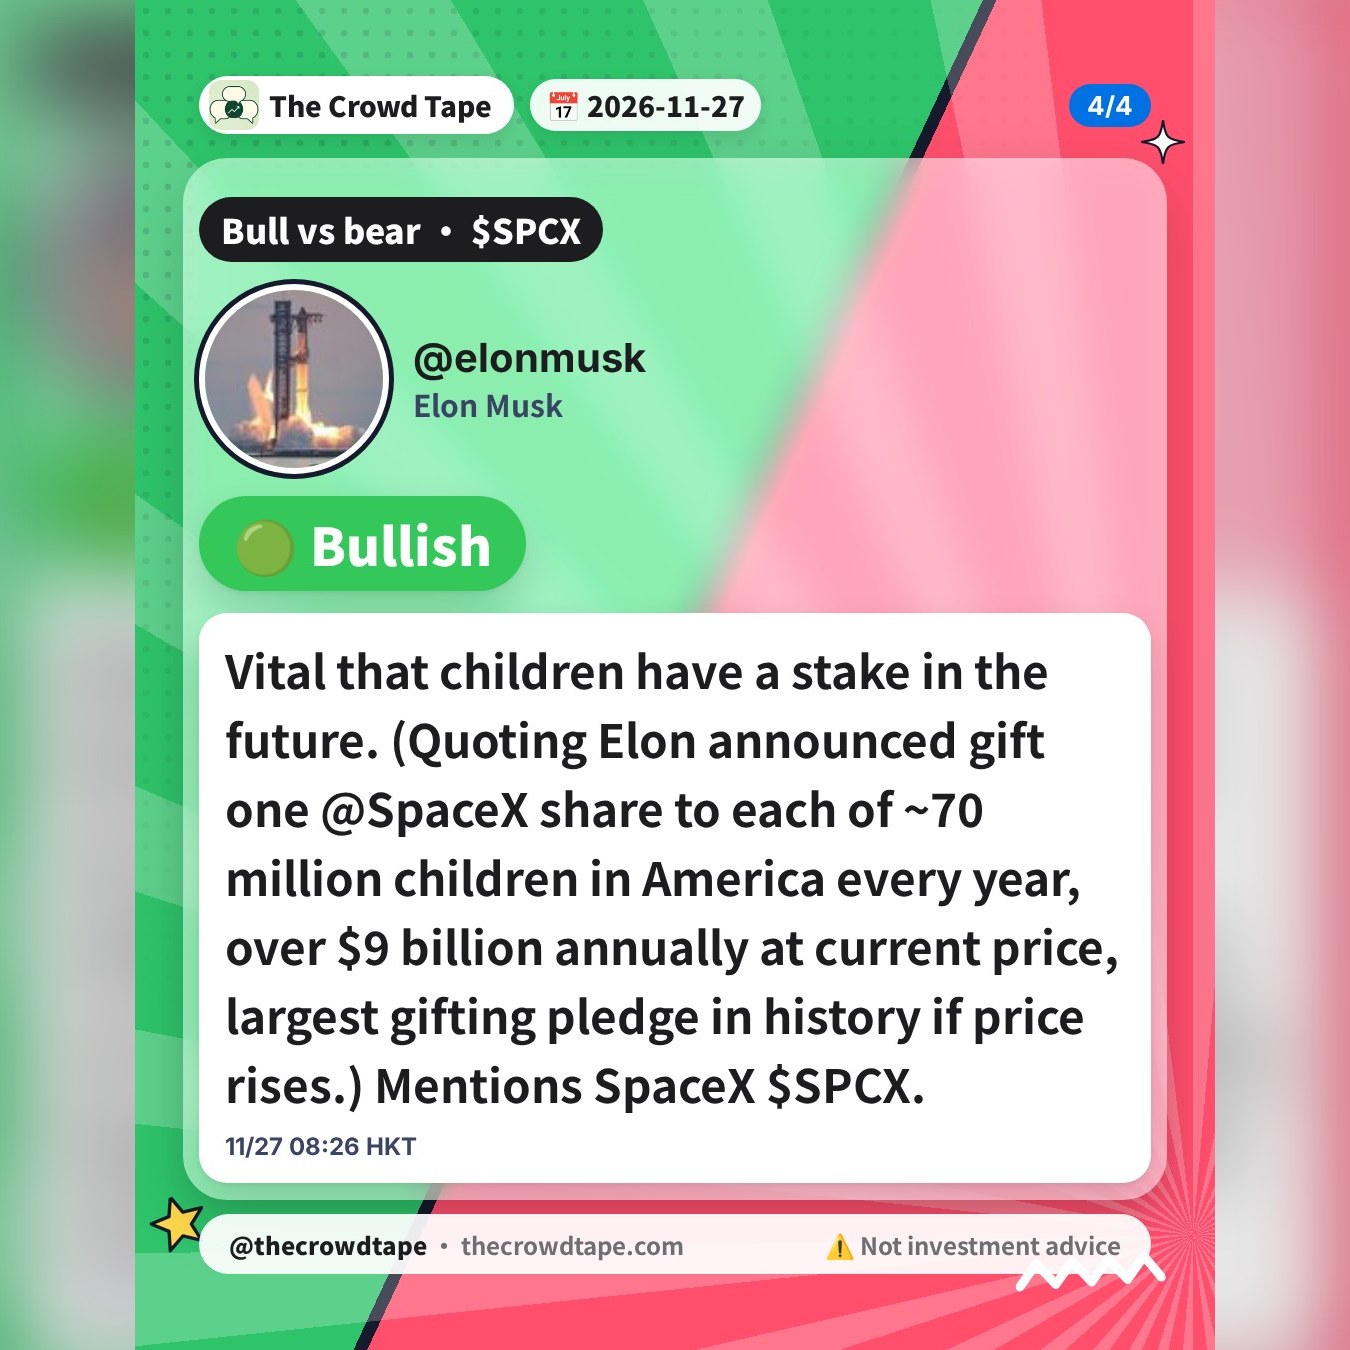 The Crowd Tape
July
17
2026-11-27
4/4
Bull vs bear • $SPCX
@elonmusk
Elon Musk
Bullish
Vital that children have a stake in the
future. (Quoting Elon announced gift
one @SpaceX share to each of ~70
million children in America every year,
over $9 billion annually at current price,
largest gifting pledge in history if price
rises.) Mentions SpaceX $SPCX.
11/27 08:26 HKT
@thecrowdtape • thecrowdtape.com
⚠️ Not investment advice